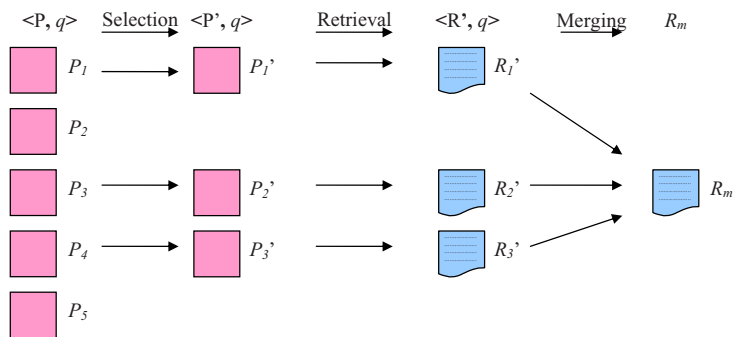 <P, q> Selection <P', q> Retrieval <R', q> Merging Rm
P1 P1' R1'
P2
P3 P2' R2' Rm
P4 P3' R3'
P5